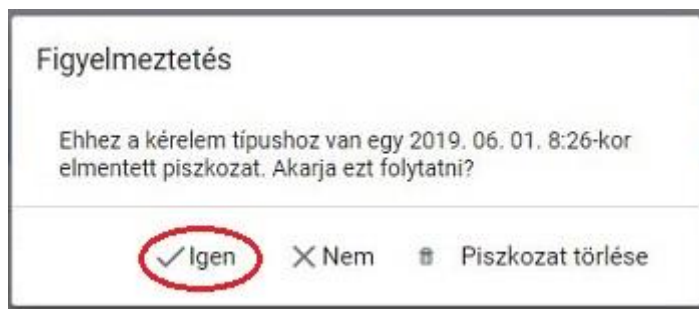 Figyelmeztetés
Ehhez a kérelem típushoz van egy 2019. 06. 01. 8:26-kor
elmentett piszkozat. Akarja ezt folytatni?
Igen Nem Piszkozat törlése